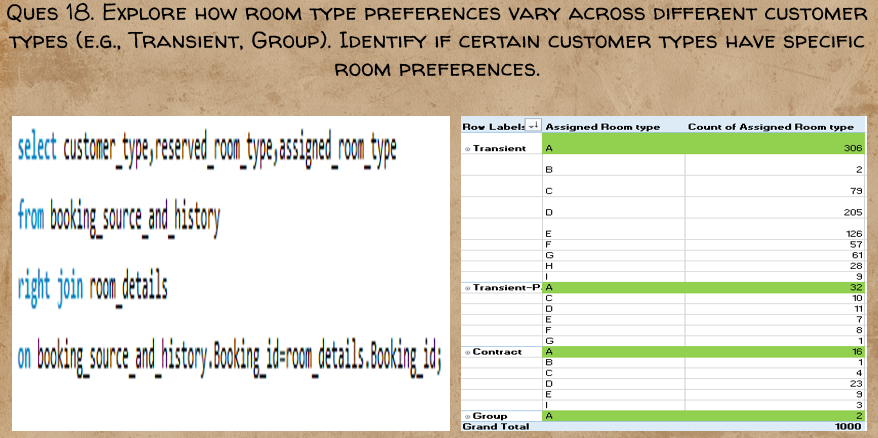 Ques 18. Explore how room type preferences vary across different customer
types (e.g., Transient, Group). Identify if certain customer types have specific
room preferences.
select customer_type,reserved_room_type,assigned_room_type
from booking_source_and_history
right join room_details
on booking_source_and_history.Booking_id=room_details.Booking_id;
Row Labels Assigned Room type Count of Assigned Room type
Transient A 306
B 2
C 79
D 205
E 126
F 57
G 61
H 28
I 9
Transient-P A 32
C 10
D 11
E 7
F 8
G 1
Contract A 16
B 1
C 4
D 23
E 9
I 3
Group A 2
Grand Total 1000